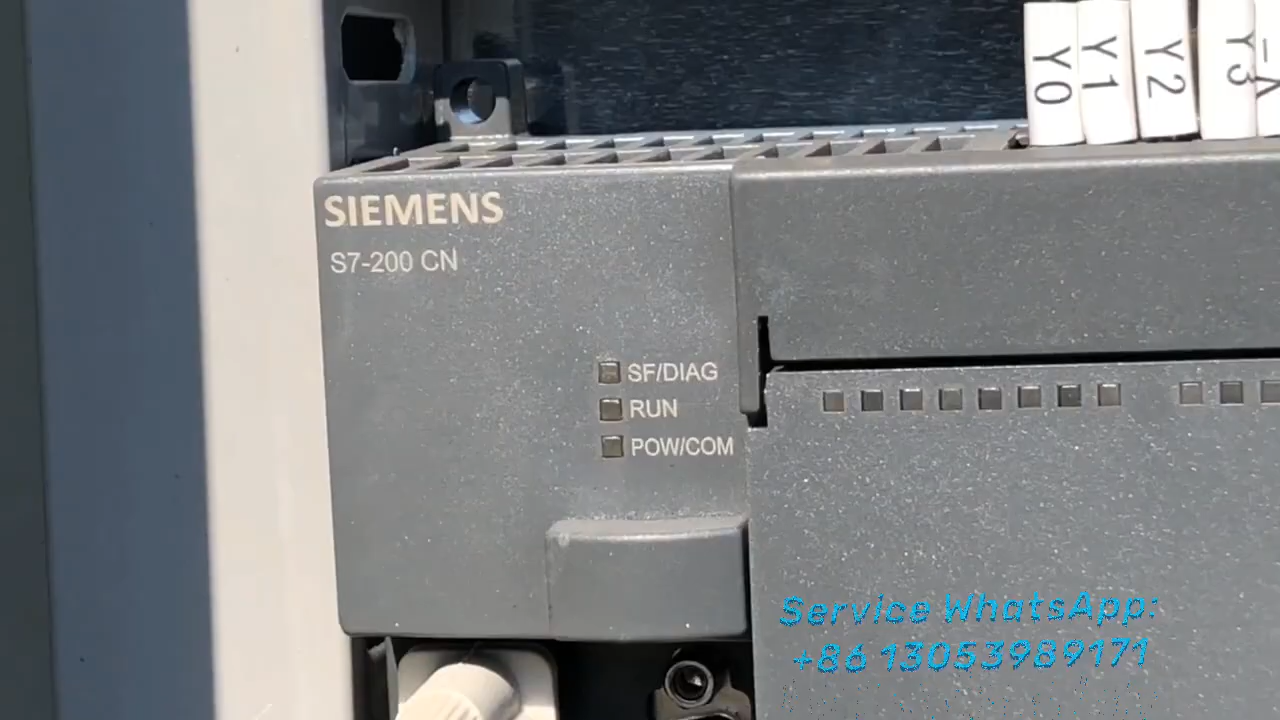 Y0
Y1
Y2
Y3
SIEMENS
S7-200 CN
SF/DIAG
RUN
POW/COM
Service WhatsApp:
+86 13053989171